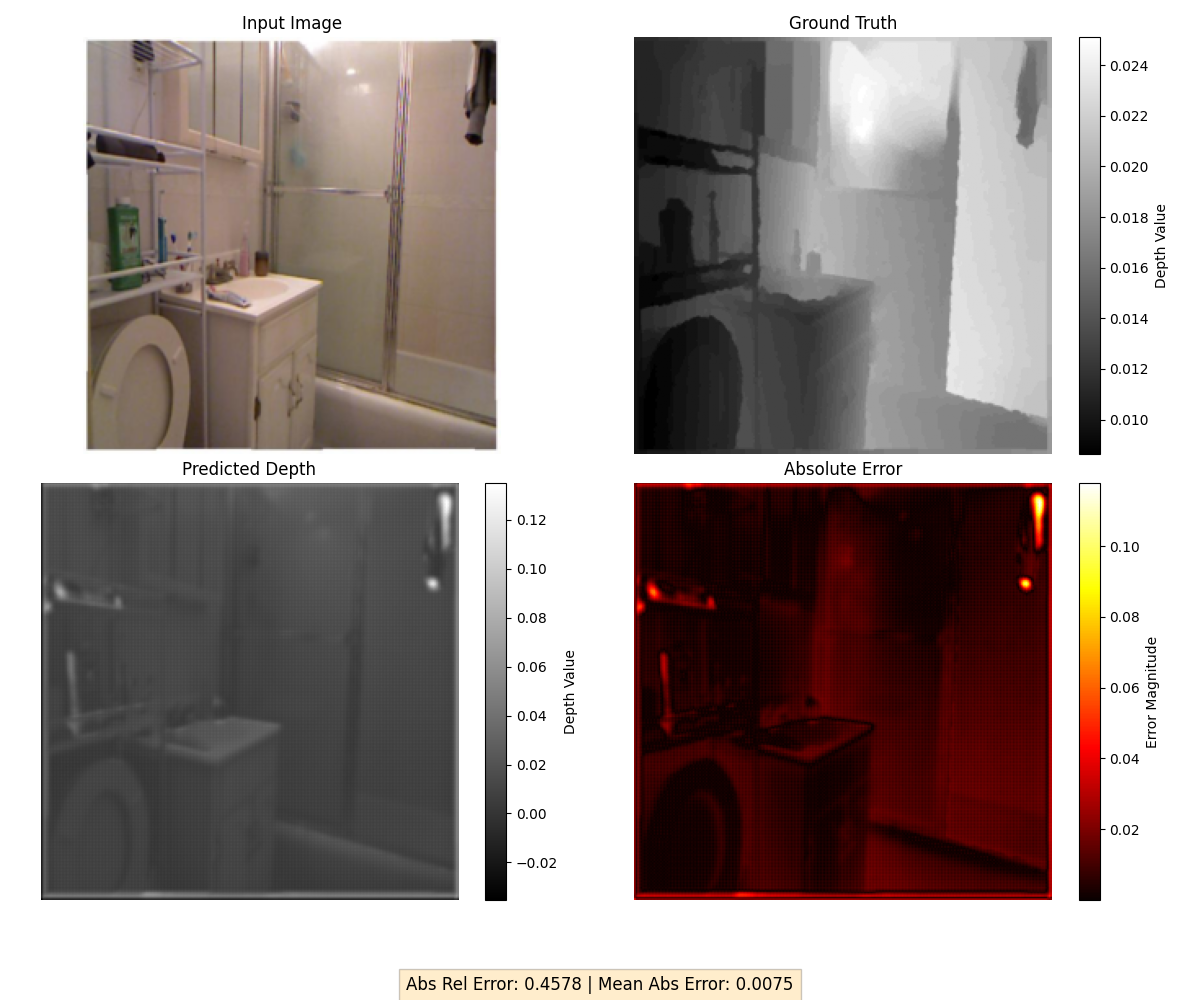 Input Image
Ground Truth
0.024
0.022
0.020
0.018
0.016
0.014
0.012
0.010
Depth Value
Predicted Depth
0.12
0.10
0.08
0.06
0.04
0.02
0.00
−0.02
Depth Value
Absolute Error
0.10
0.08
0.06
0.04
0.02
Error Magnitude
Abs Rel Error: 0.4578 | Mean Abs Error: 0.0075